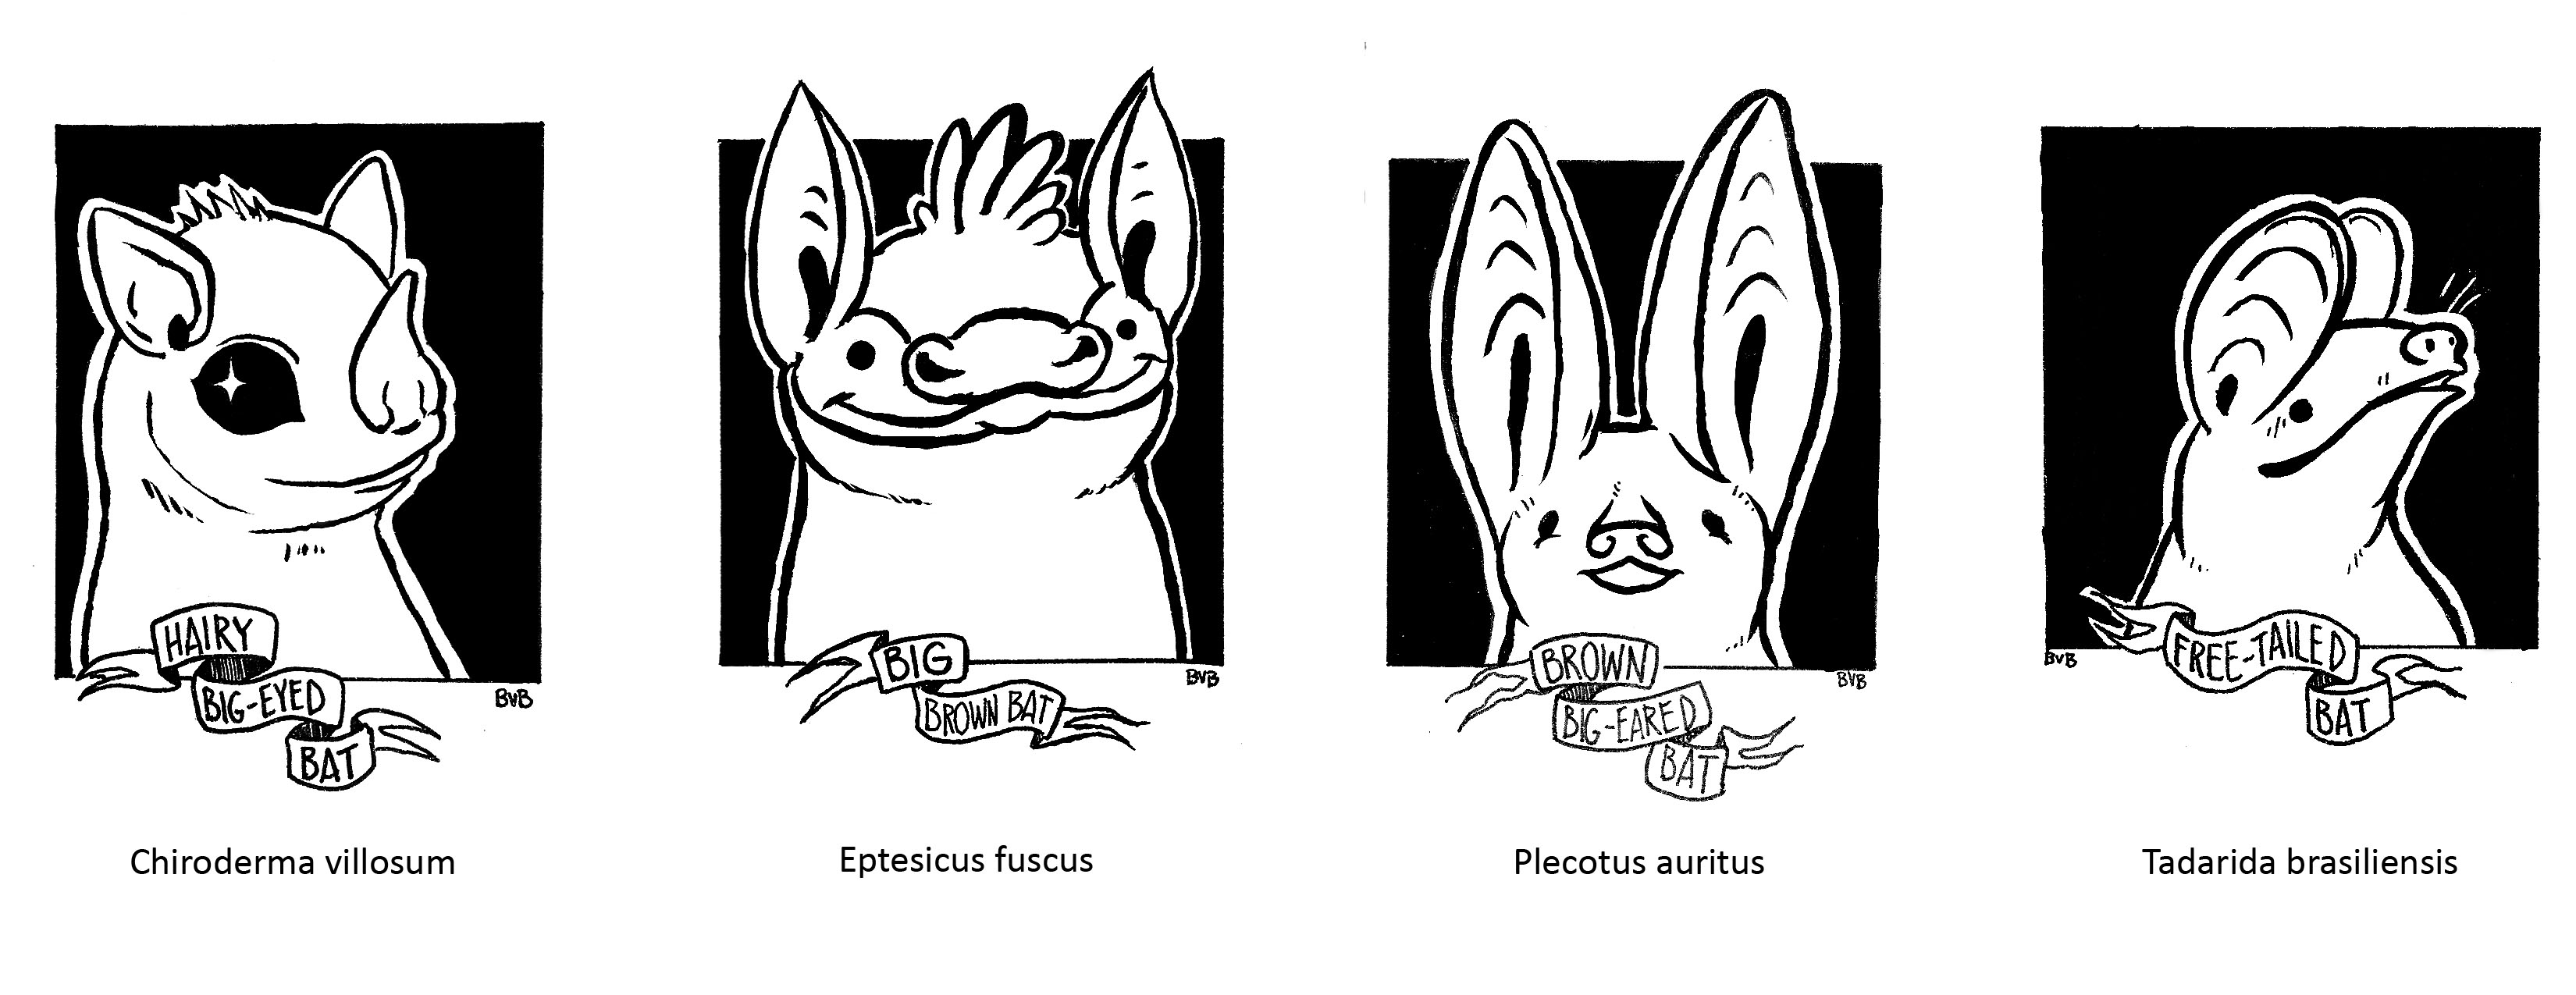 HAIRY
BIG-EYED
BAT
BVB
Chiroderma villosum
BIG
BROWN BAT
BVB
Eptesicus fuscus
BROWN
BIG-EARED
BAT
BVB
Plecotus auritus
BVB
FREE-TAILED
BAT
Tadarida brasiliensis